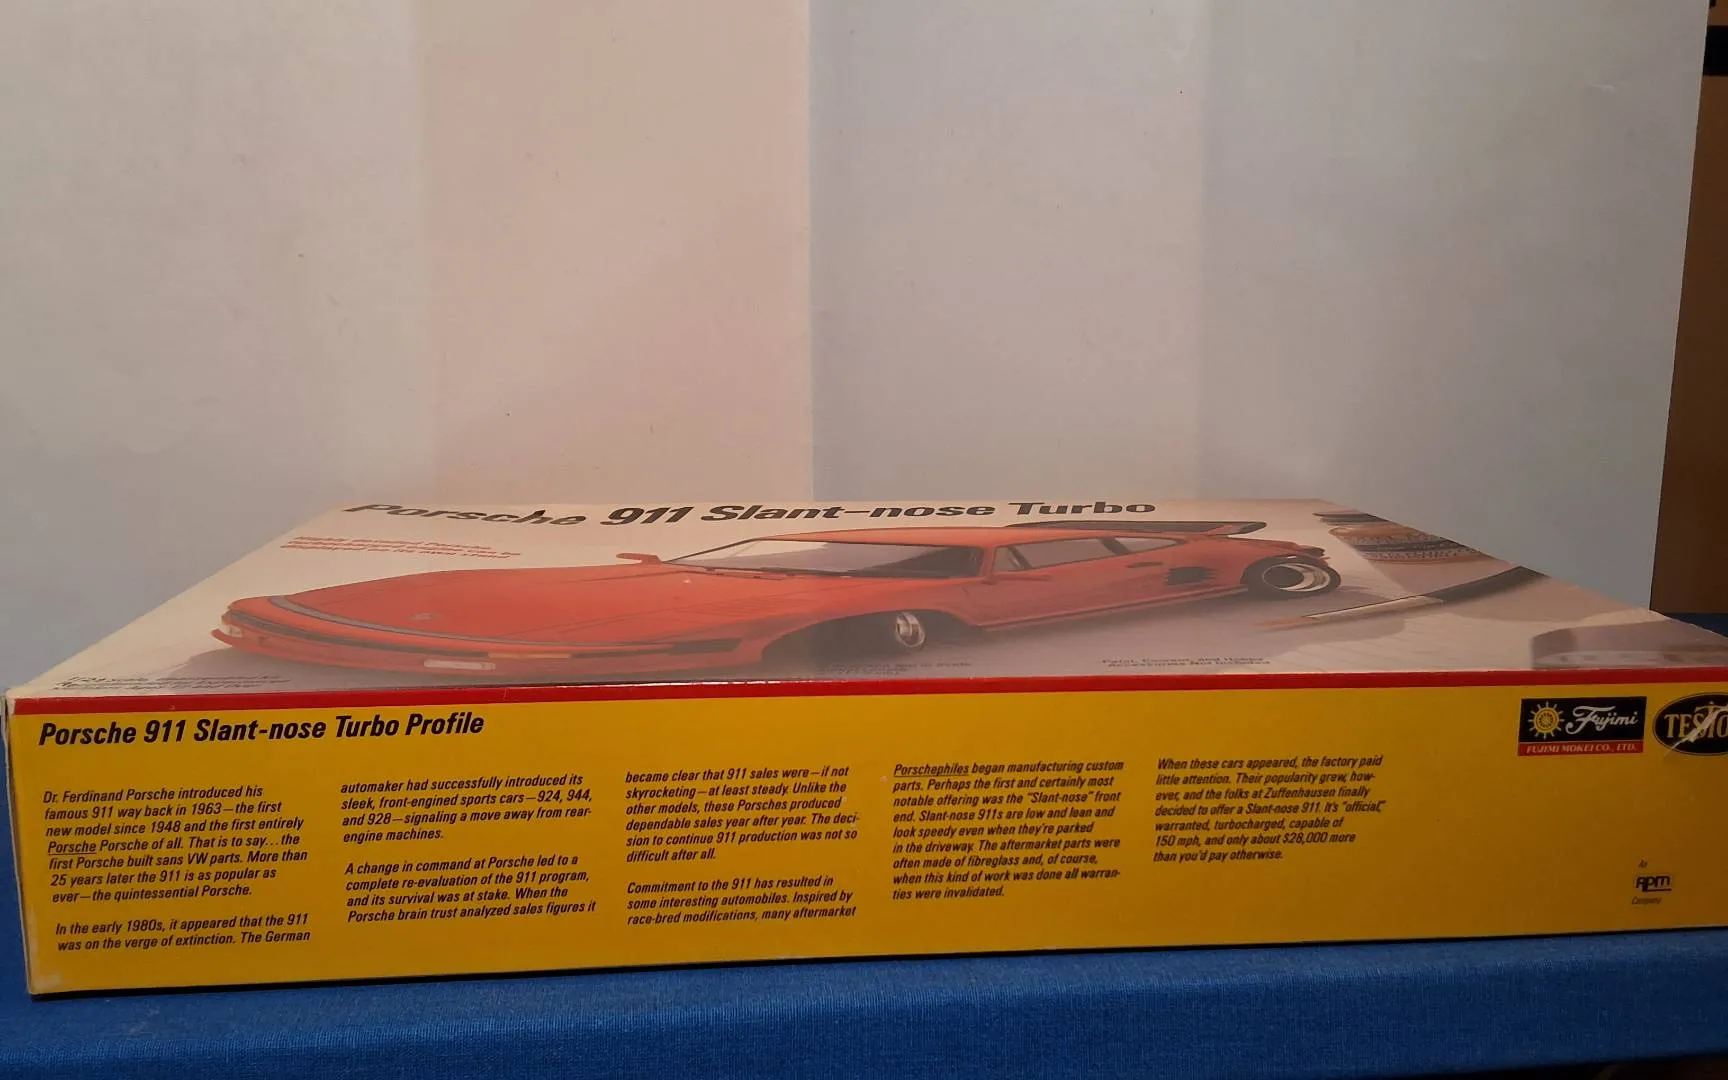 Porsche 911 Slant-nose Turbo
Paint, Cement, and Hobby
Accessories Not Included
Porsche 911 Slant-nose Turbo Profile
Dr. Ferdinand Porsche introduced his
famous 911 way back in 1963—the first
new model since 1948 and the first entirely
Porsche Porsche of all. That is to say...the
first Porsche built sans VW parts. More than
25 years later the 911 is as popular as
ever—the quintessential Porsche.
In the early 1980s, it appeared that the 911
was on the verge of extinction. The German
automaker had successfully introduced its
sleek, front-engined sports cars—924, 944,
and 928—signaling a move away from rear-
engine machines.
A change in command at Porsche led to a
complete re-evaluation of the 911 program,
and its survival was at stake. When the
Porsche brain trust analyzed sales figures it
became clear that 911 sales were—if not
skyrocketing—at least steady. Unlike the
other models, these Porsches produced
dependable sales year after year. The deci-
sion to continue 911 production was not so
difficult after all.
Commitment to the 911 has resulted in
some interesting automobiles. Inspired by
race-bred modifications, many aftermarket
Porschephiles began manufacturing custom
parts. Perhaps the first and certainly most
notable offering was the "Slant-nose" front
end. Slant-nose 911s are low and lean and
look speedy even when they're parked
in the driveway. The aftermarket parts were
often made of fibreglass and, of course,
when this kind of work was done all warran-
ties were invalidated.
When these cars appeared, the factory paid
little attention. Their popularity grew, how-
ever, and the folks at Zuffenhausen finally
decided to offer a Slant-nose 911. It's "official,"
warranted, turbocharged, capable of
150 mph, and only about $28,000 more
than you'd pay otherwise.
Fujimi
FUJIMI MOKEI CO., LTD.
TESTO
An
RPM
Company